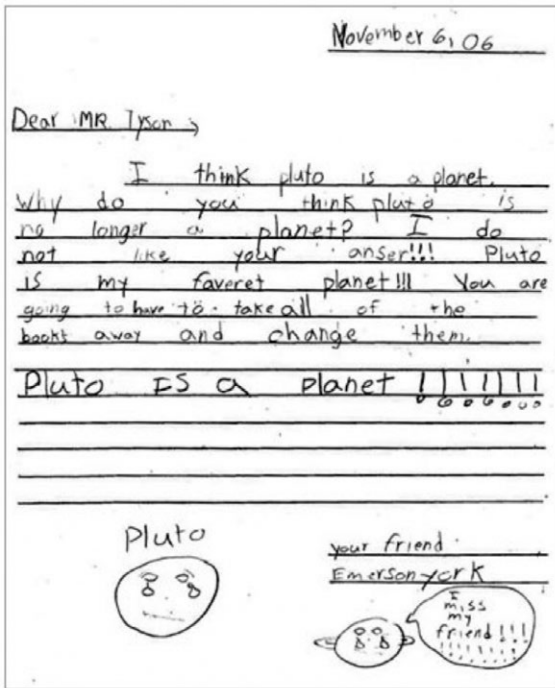 November 6, 06
Dear MR. Tyson,
I think pluto is a planet.
Why do you think pluto is
no longer a planet? I do
not like your anser!!! Pluto
is my faveret planet!!! You are
going to have to take all of the
books away and change them.
Pluto IS a planet !!!!!!!
Pluto
your friend
Emerson york
I
miss
my
friend !!!
!!!!!!